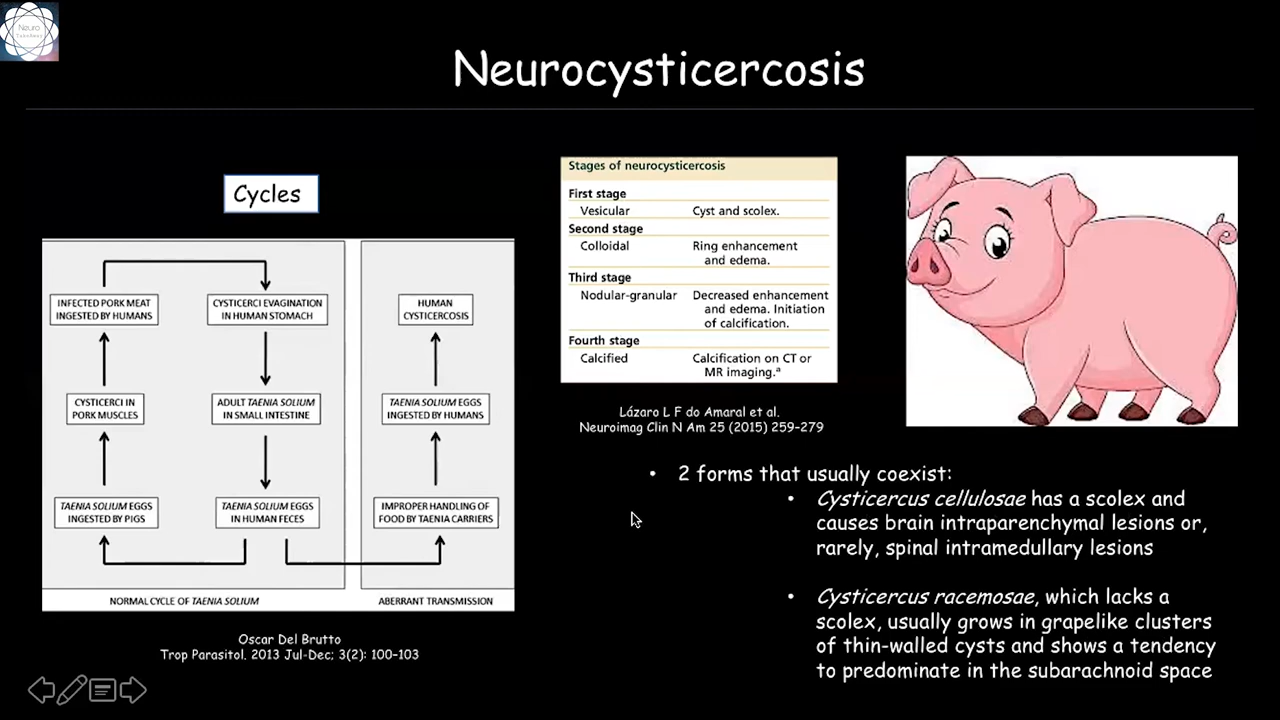 Neuro
Neurocysticercosis
Cycles
INFECTED PORK MEAT
INGESTED BY HUMANS
CYSTICERCI EVAGINATION
IN HUMAN STOMACH
HUMAN
CYSTICERCOSIS
CYSTICERCI IN
PORK MUSCLES
ADULT TAENIA SOLIUM
IN SMALL INTESTINE
TAENIA SOLIUM EGGS
INGESTED BY HUMANS
TAENIA SOLIUM EGGS
INGESTED BY PIGS
TAENIA SOLIUM EGGS
IN HUMAN FECES
IMPROPER HANDLING OF
FOOD BY TAENIA CARRIERS
NORMAL CYCLE OF TAENIA SOLIUM
ABERRANT TRANSMISSION
Oscar Del Brutto
Trop Parasitol. 2013 Jul-Dec; 3(2): 100-103
Stages of neurocysticercosis
First stage
Vesicular Cyst and scolex.
Second stage
Colloidal Ring enhancement
and edema.
Third stage
Nodular-granular Decreased enhancement
and edema. Initiation
of calcification.
Fourth stage
Calcified Calcification on CT or
MR imaging.ª
Lázaro L F do Amaral et al.
Neuroimag Clin N Am 25 (2015) 259-279
• 2 forms that usually coexist:
• Cysticercus cellulosae has a scolex and
causes brain intraparenchymal lesions or,
rarely, spinal intramedullary lesions
• Cysticercus racemosae, which lacks a
scolex, usually grows in grapelike clusters
of thin-walled cysts and shows a tendency
to predominate in the subarachnoid space